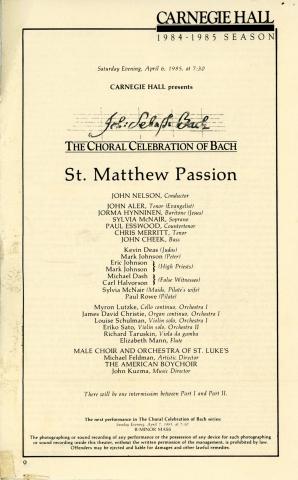 CARNEGIE HALL
1984-1985 SEASON
Saturday Evening, April 6, 1985, at 7:30
CARNEGIE HALL presents
Joh. Sebast. Bach
THE CHORAL CELEBRATION OF BACH
St. Matthew Passion
JOHN NELSON, Conductor
JOHN ALER, Tenor (Evangelist)
JORMA HYNNINEN, Baritone (Jesus)
SYLVIA McNAIR, Soprano
PAUL ESSWOOD, Countertenor
CHRIS MERRITT, Tenor
JOHN CHEEK, Bass
Kevin Deas (Judas)
Mark Johnson (Peter)
Eric Johnson
Mark Johnson
(High Priests)
Michael Dash
Carl Halvorson
(False Witnesses)
Sylvia McNair (Maids, Pilate's wife)
Paul Rowe (Pilate)
Myron Lutzke, Cello continuo, Orchestra I
James David Christie, Organ continuo, Orchestra I
Louise Schulman, Violin solo, Orchestra I
Eriko Sato, Violin solo, Orchestra II
Richard Taruskin, Viola da gamba
Elizabeth Mann, Flute
MALE CHOIR AND ORCHESTRA OF ST. LUKE'S
Michael Feldman, Artistic Director
THE AMERICAN BOYCHOIR
John Kuzma, Music Director
There will be one intermission between Part I and Part II.
The next performance in The Choral Celebration of Bach series:
Sunday Evening, April 7, 1985, at 7:30
B-MINOR MASS
The photographing or sound recording of any performance or the possession of any device for such photographing
or sound recording inside this theatre, without the written permission of the management, is prohibited by law.
Offenders may be ejected and liable for damages and other lawful remedies.
9